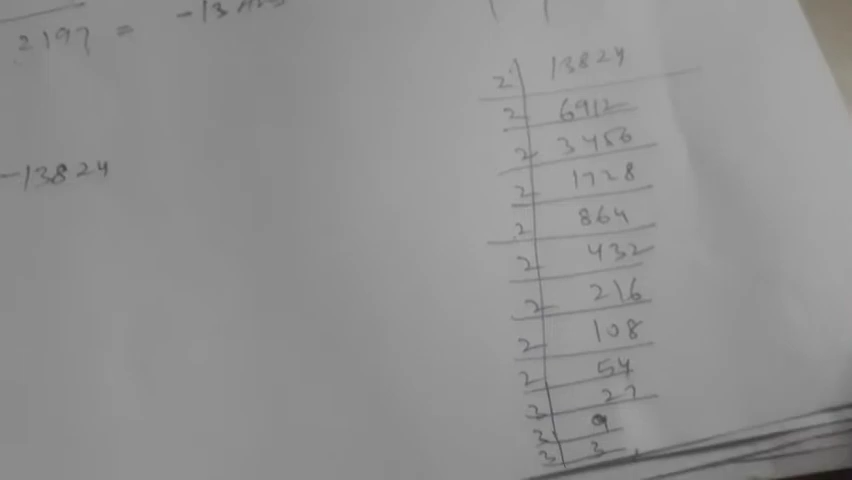 2197 = -13
-13824
2 | 13824
2 | 6912
2 | 3456
2 | 1728
2 | 864
2 | 432
2 | 216
2 | 108
2 | 54
3 | 27
3 | 9
3 | 3